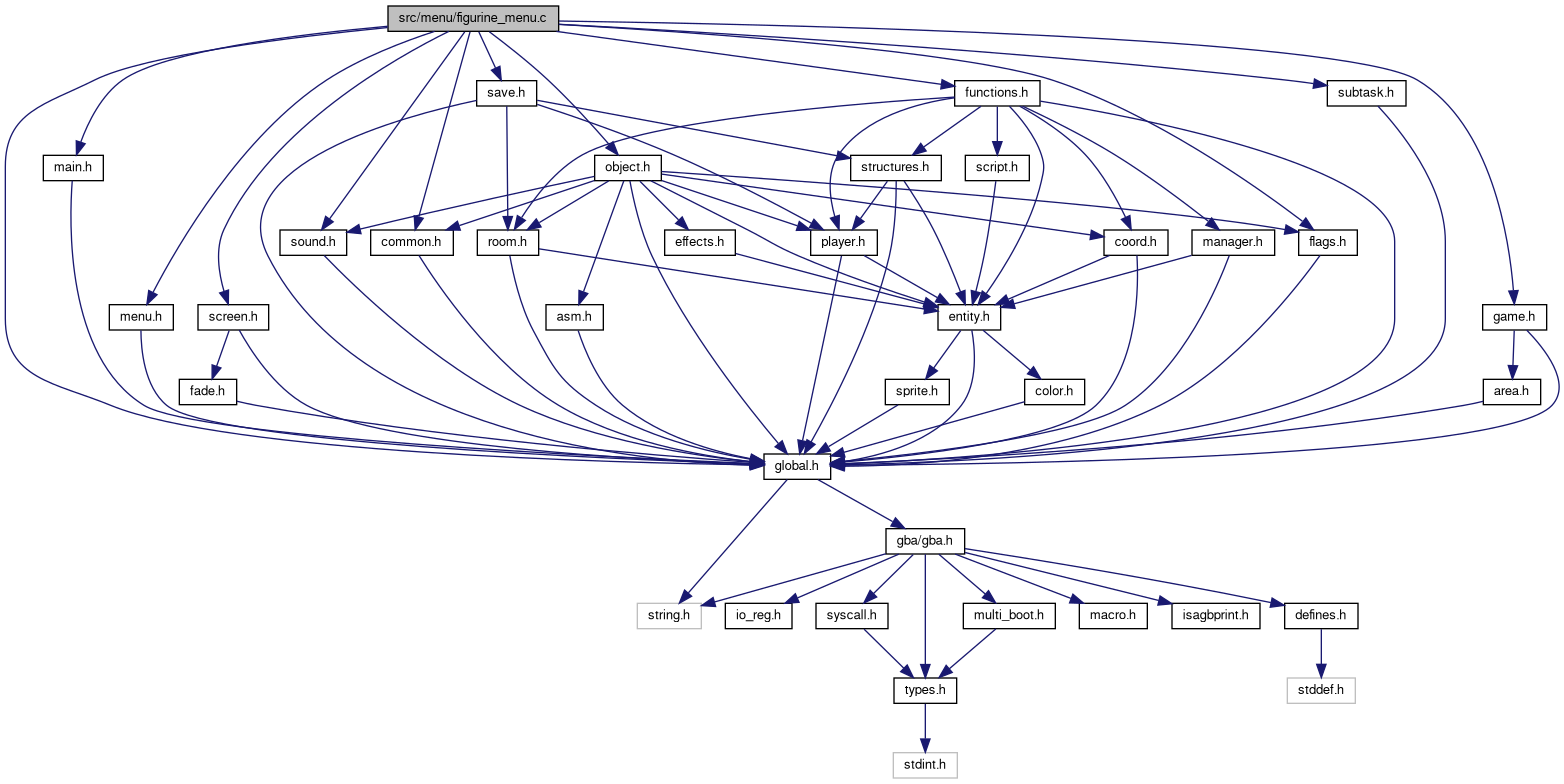 src/menu/figurine_menu.c
save.h
functions.h
subtask.h
main.h
object.h
structures.h
script.h
sound.h
common.h
room.h
effects.h
player.h
coord.h
manager.h
flags.h
menu.h
screen.h
asm.h
entity.h
game.h
fade.h
sprite.h
color.h
area.h
global.h
gba/gba.h
string.h
io_reg.h
syscall.h
multi_boot.h
macro.h
isagbprint.h
defines.h
types.h
stddef.h
stdint.h